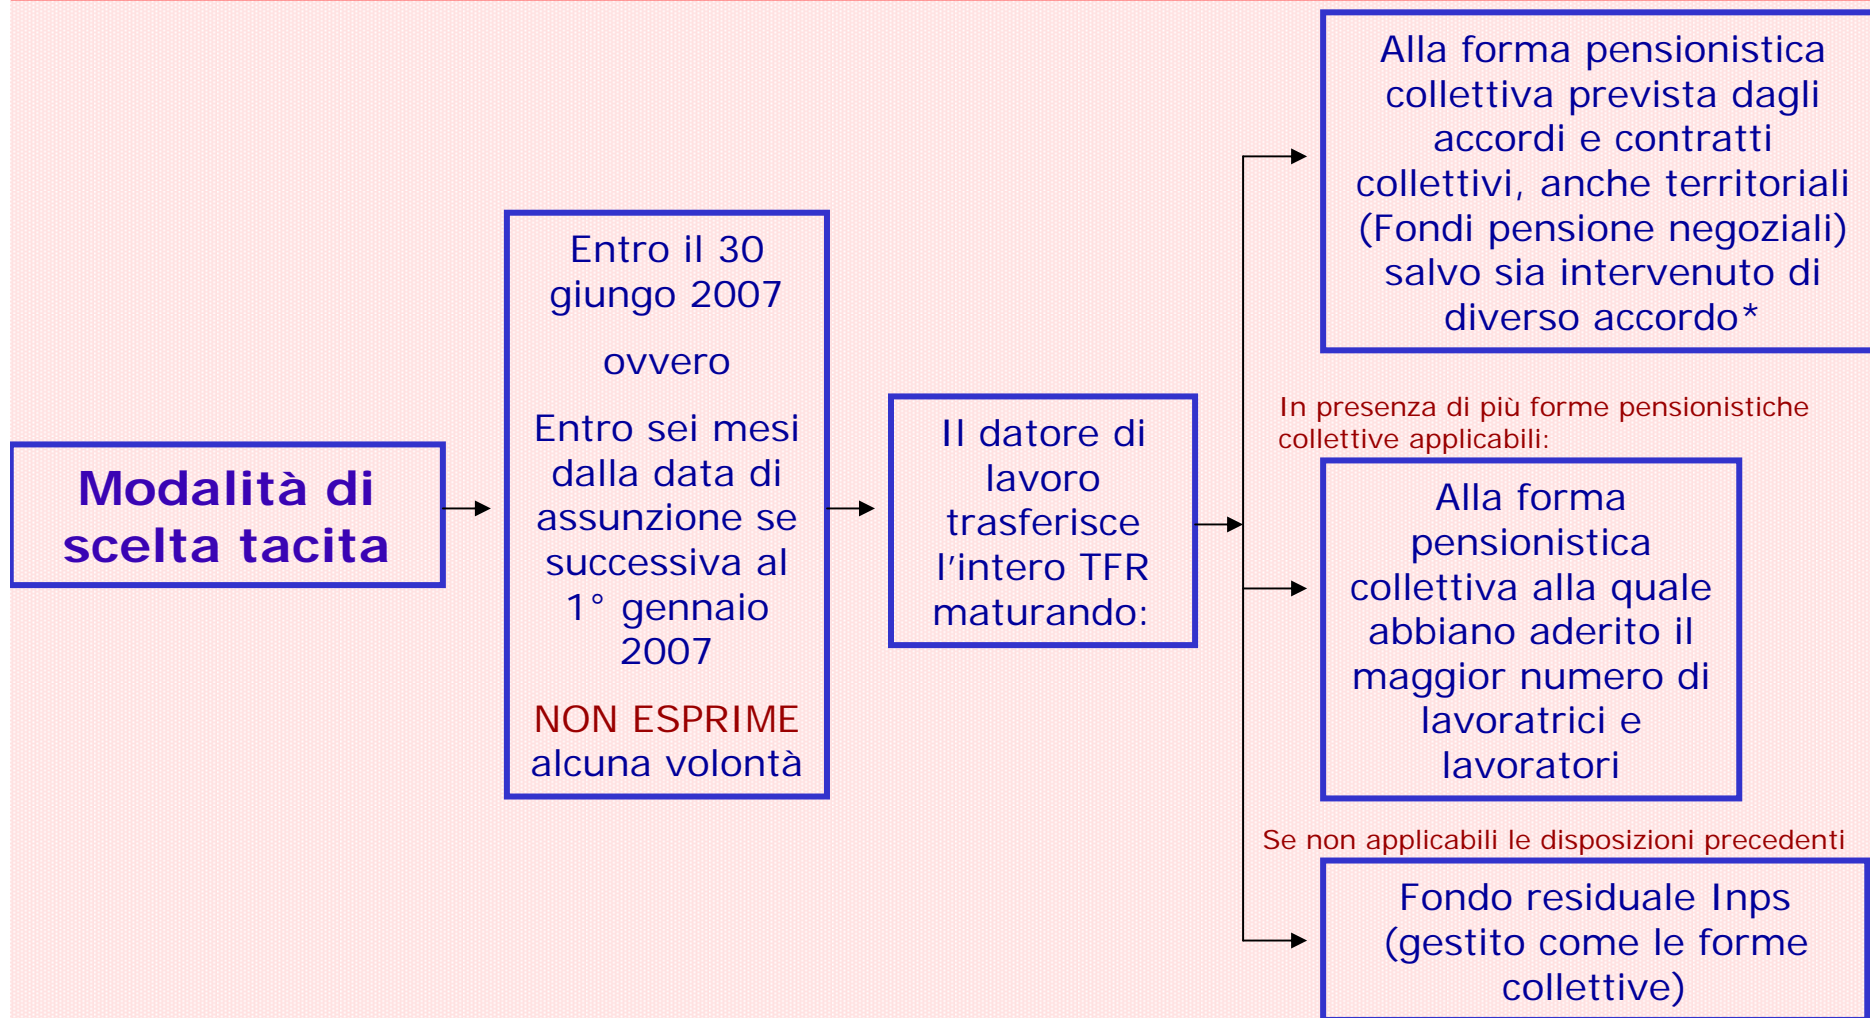 Modalità di
scelta tacita
Entro il 30
giungo 2007
ovvero
Entro sei mesi
dalla data di
assunzione se
successiva al
1° gennaio
2007
NON ESPRIME
alcuna volontà
Il datore di
lavoro
trasferisce
l'intero TFR
maturando:
Alla forma pensionistica
collettiva prevista dagli
accordi e contratti
collettivi, anche territoriali
(Fondi pensione negoziali)
salvo sia intervenuto di
diverso accordo*
In presenza di più forme pensionistiche
collettive applicabili:
Alla forma
pensionistica
collettiva alla quale
abbiano aderito il
maggior numero di
lavoratrici e
lavoratori
Se non applicabili le disposizioni precedenti
Fondo residuale Inps
(gestito come le forme
collettive)